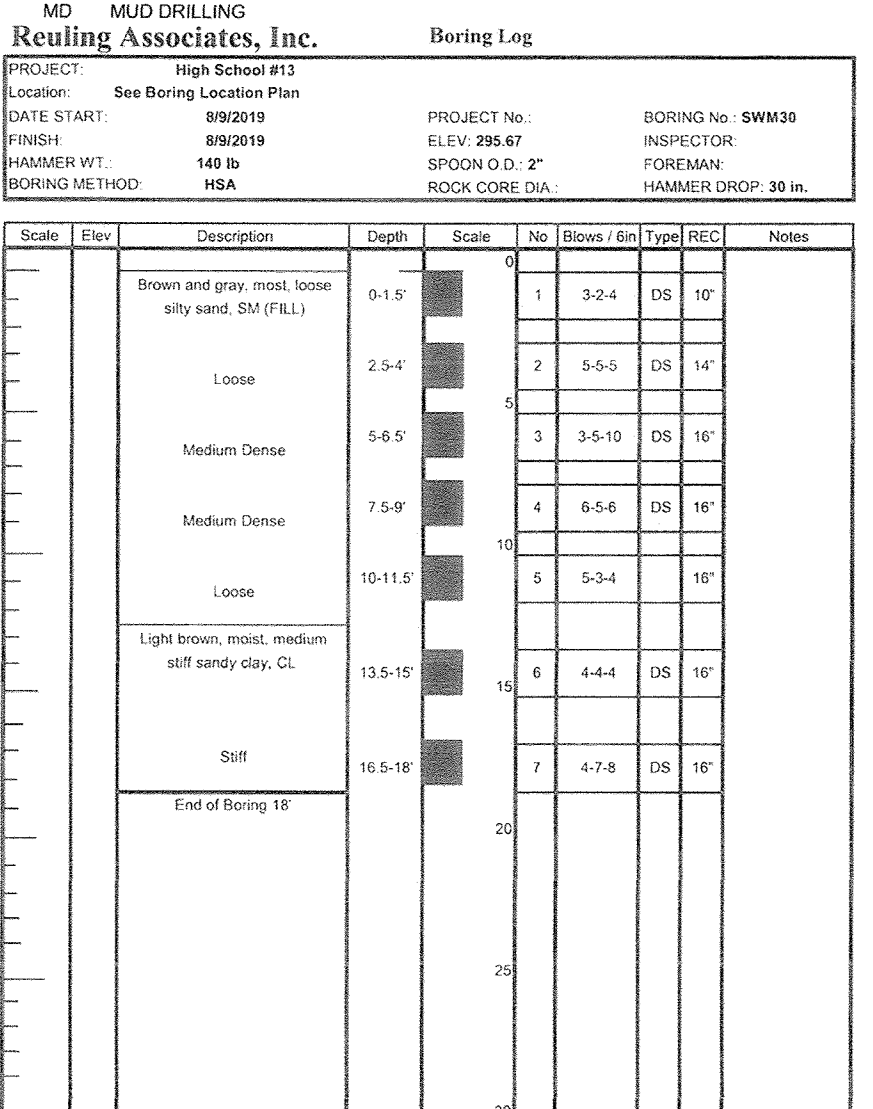 MD MUD DRILLING
Reuling Associates, Inc. Boring Log
PROJECT: High School #13
Location: See Boring Location Plan
DATE START: 8/9/2019 PROJECT No.: BORING No.: SWM30
FINISH: 8/9/2019 ELEV: 295.67 INSPECTOR:
HAMMER WT.: 140 lb SPOON O.D.: 2" FOREMAN:
BORING METHOD: HSA ROCK CORE DIA.: HAMMER DROP: 30 in.
Scale Elev Description Depth Scale No Blows / 6in Type REC Notes
0
Brown and gray, most, loose
silty sand, SM (FILL) 0-1.5' 1 3-2-4 DS 10"
Loose 2.5-4' 2 5-5-5 DS 14"
5
Medium Dense 5-6.5' 3 3-5-10 DS 16"
Medium Dense 7.5-9' 4 6-5-6 DS 16"
10
Loose 10-11.5' 5 5-3-4 16"
Light brown, moist, medium
stiff sandy clay, CL 13.5-15' 6 4-4-4 DS 16"
15
Stiff 16.5-18' 7 4-7-8 DS 16"
End of Boring 18'
20
25